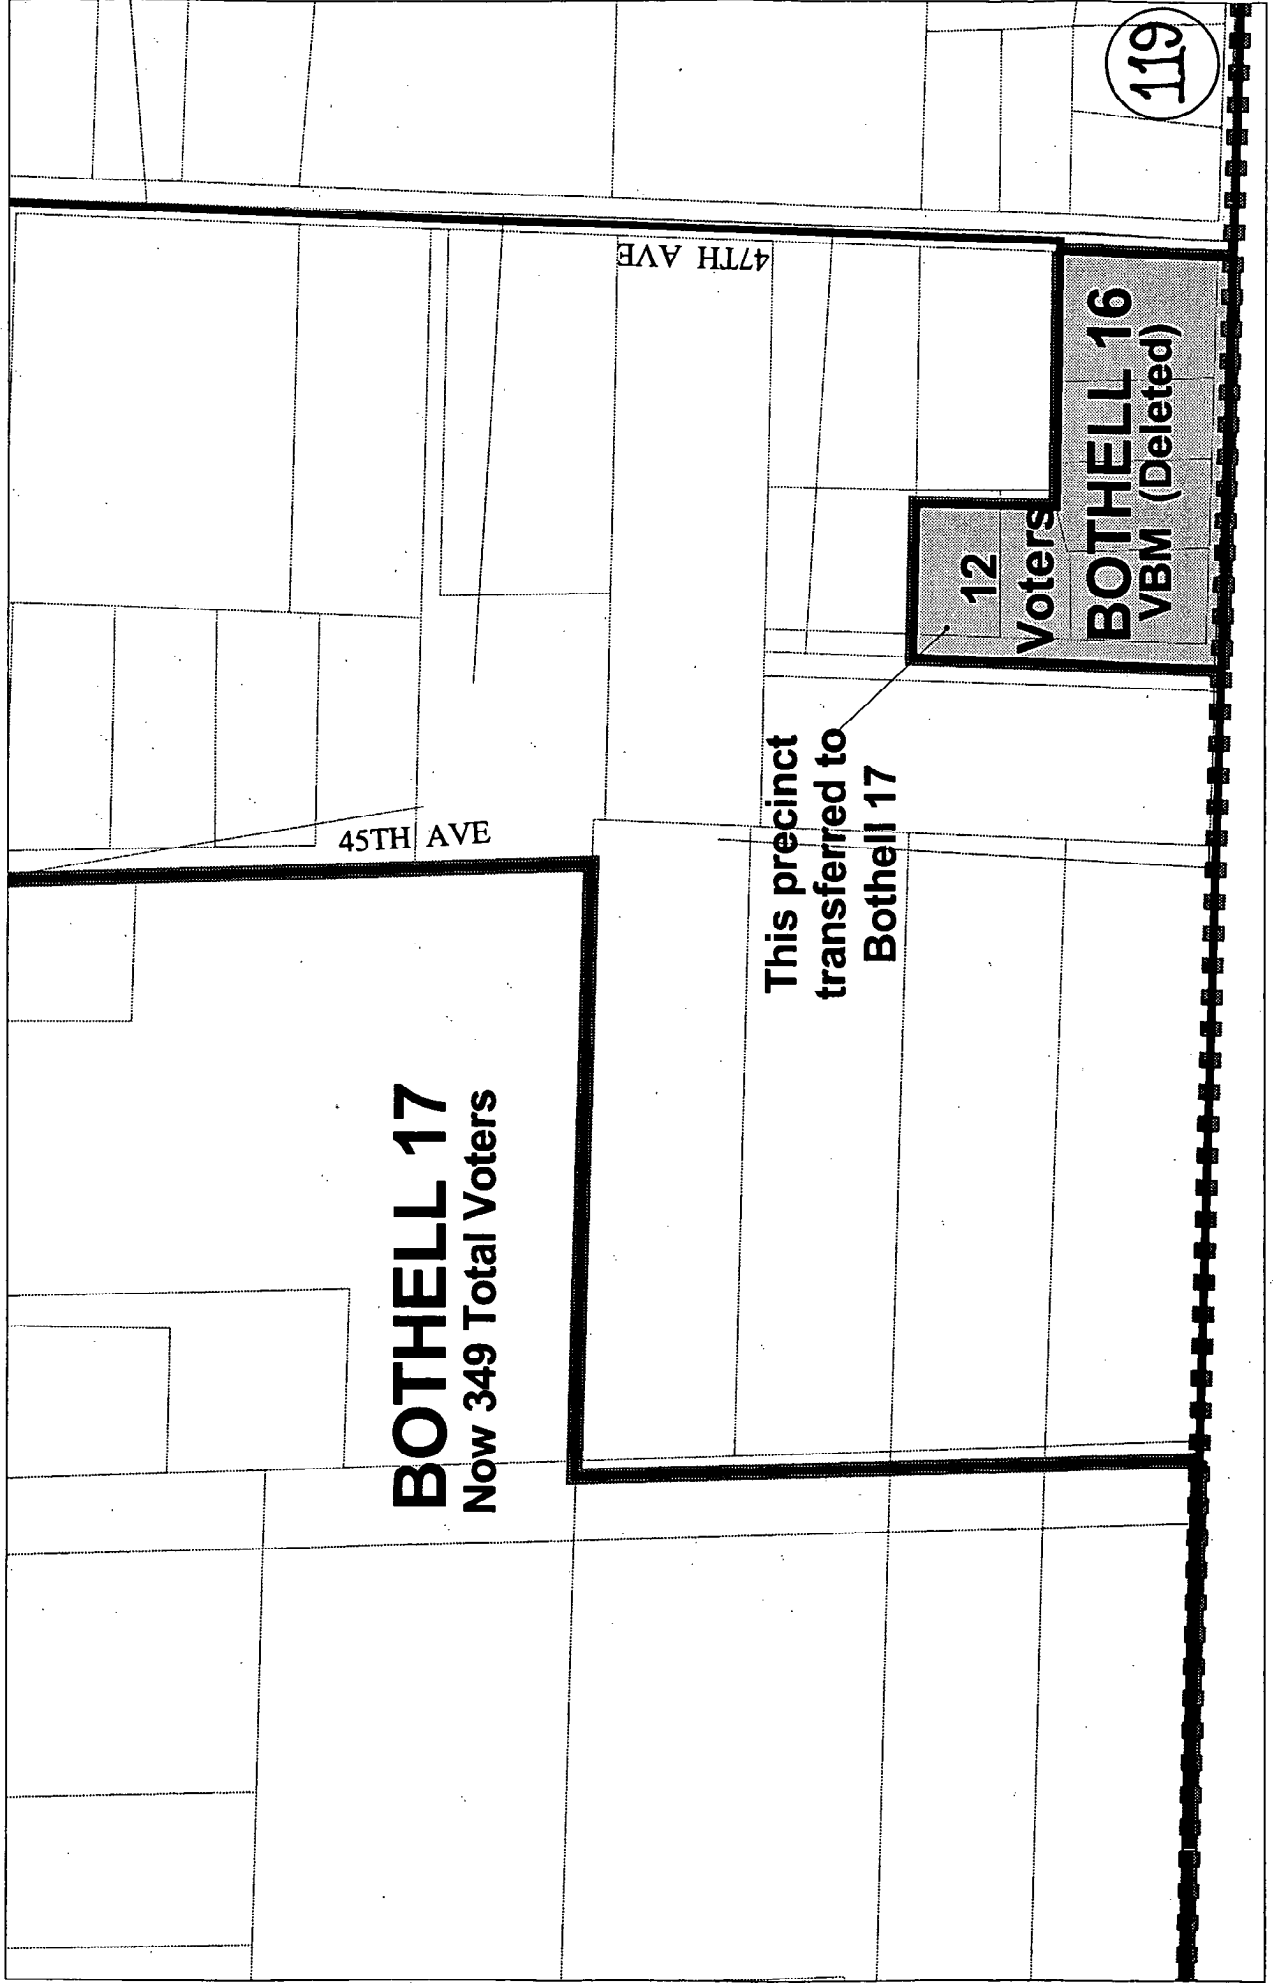 119
47TH AVE
BOTHELL 16
VBM (Deleted)
12
Voters
This precinct
transferred to
Bothell 17
45TH AVE
BOTHELL 17
Now 349 Total Voters